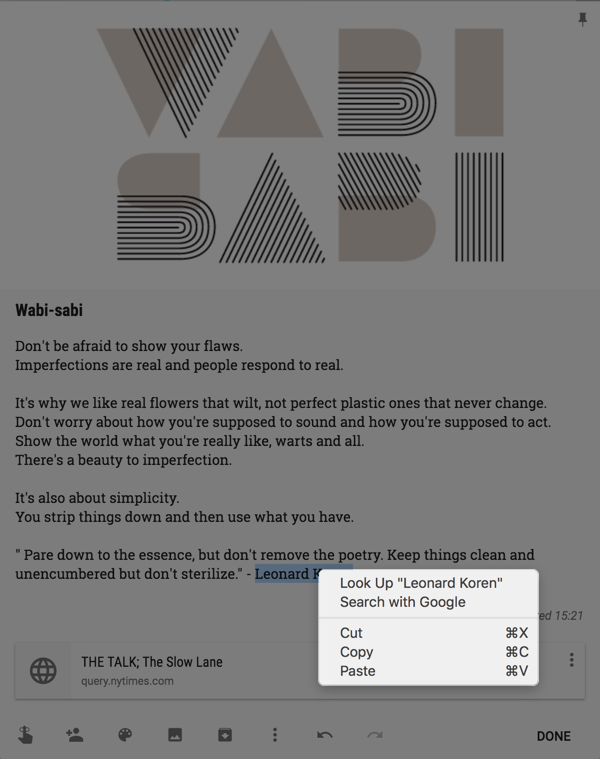 WABI
SABI
Wabi-sabi
Don't be afraid to show your flaws.
Imperfections are real and people respond to real.
It's why we like real flowers that wilt, not perfect plastic ones that never change.
Don't worry about how you're supposed to sound and how you're supposed to act.
Show the world what you're really like, warts and all.
There's a beauty to imperfection.
It's also about simplicity.
You strip things down and then use what you have.
" Pare down to the essence, but don't remove the poetry. Keep things clean and
unencumbered but don't sterilize." - Leonard
Look Up "Leonard Koren"
Search with Google
15:21
Cut ⌘X
Copy ⌘C
Paste ⌘V
THE TALK; The Slow Lane
query.nytimes.com
DONE